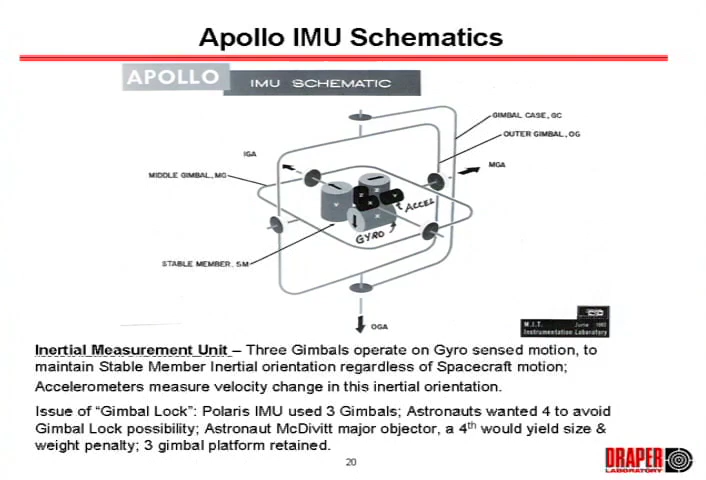 Apollo IMU Schematics
APOLLO
IMU SCHEMATIC
GIMBAL CASE, GC
OUTER GIMBAL, OG
IGA
MGA
MIDDLE GIMBAL, MG
ACCEL
GYRO
STABLE MEMBER, SM
OGA
M.I.T. June 1962
Instrumentation Laboratory
Inertial Measurement Unit – Three Gimbals operate on Gyro sensed motion, to
maintain Stable Member Inertial orientation regardless of Spacecraft motion;
Accelerometers measure velocity change in this inertial orientation.
Issue of “Gimbal Lock”: Polaris IMU used 3 Gimbals; Astronauts wanted 4 to avoid
Gimbal Lock possibility; Astronaut McDivitt major objector, a 4th would yield size &
weight penalty; 3 gimbal platform retained.
20
DRAPER
LABORATORY